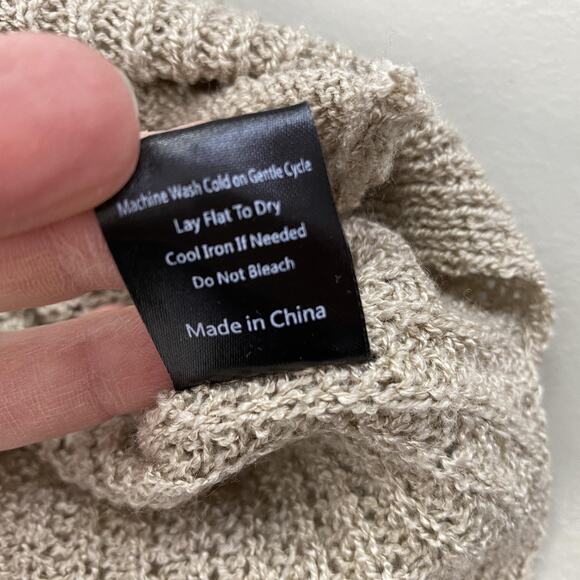 Machine Wash Cold on Gentle Cycle
Lay Flat To Dry
Cool Iron If Needed
Do Not Bleach
Made in China